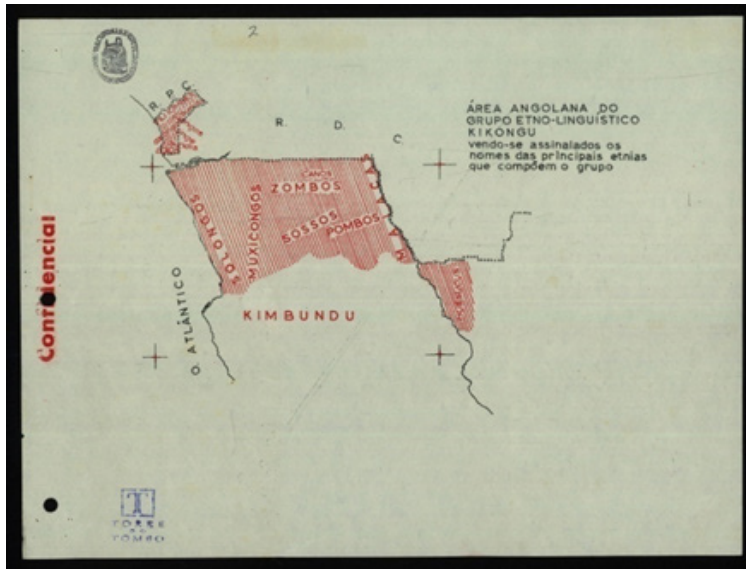 2
R. P. C.
R. D. C.
ÁREA ANGOLANA DO
GRUPO ETNO-LINGUÍSTICO
KIKONGU
vendo-se assinalados os
nomes das principais etnias
que compõem o grupo
CANOS
ZOMBOS
SOLONGOS
MUXICONGOS
SOSSOS
POMBOS
KIMBUNDU
O. ATLÂNTICO
Confidencial
T
TORRE
DO
TOMBO